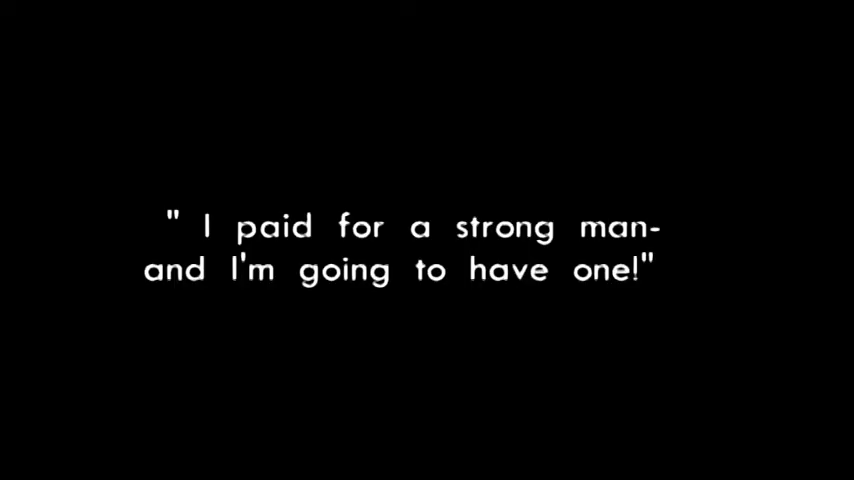 " I paid for a strong man-
and I'm going to have one!"